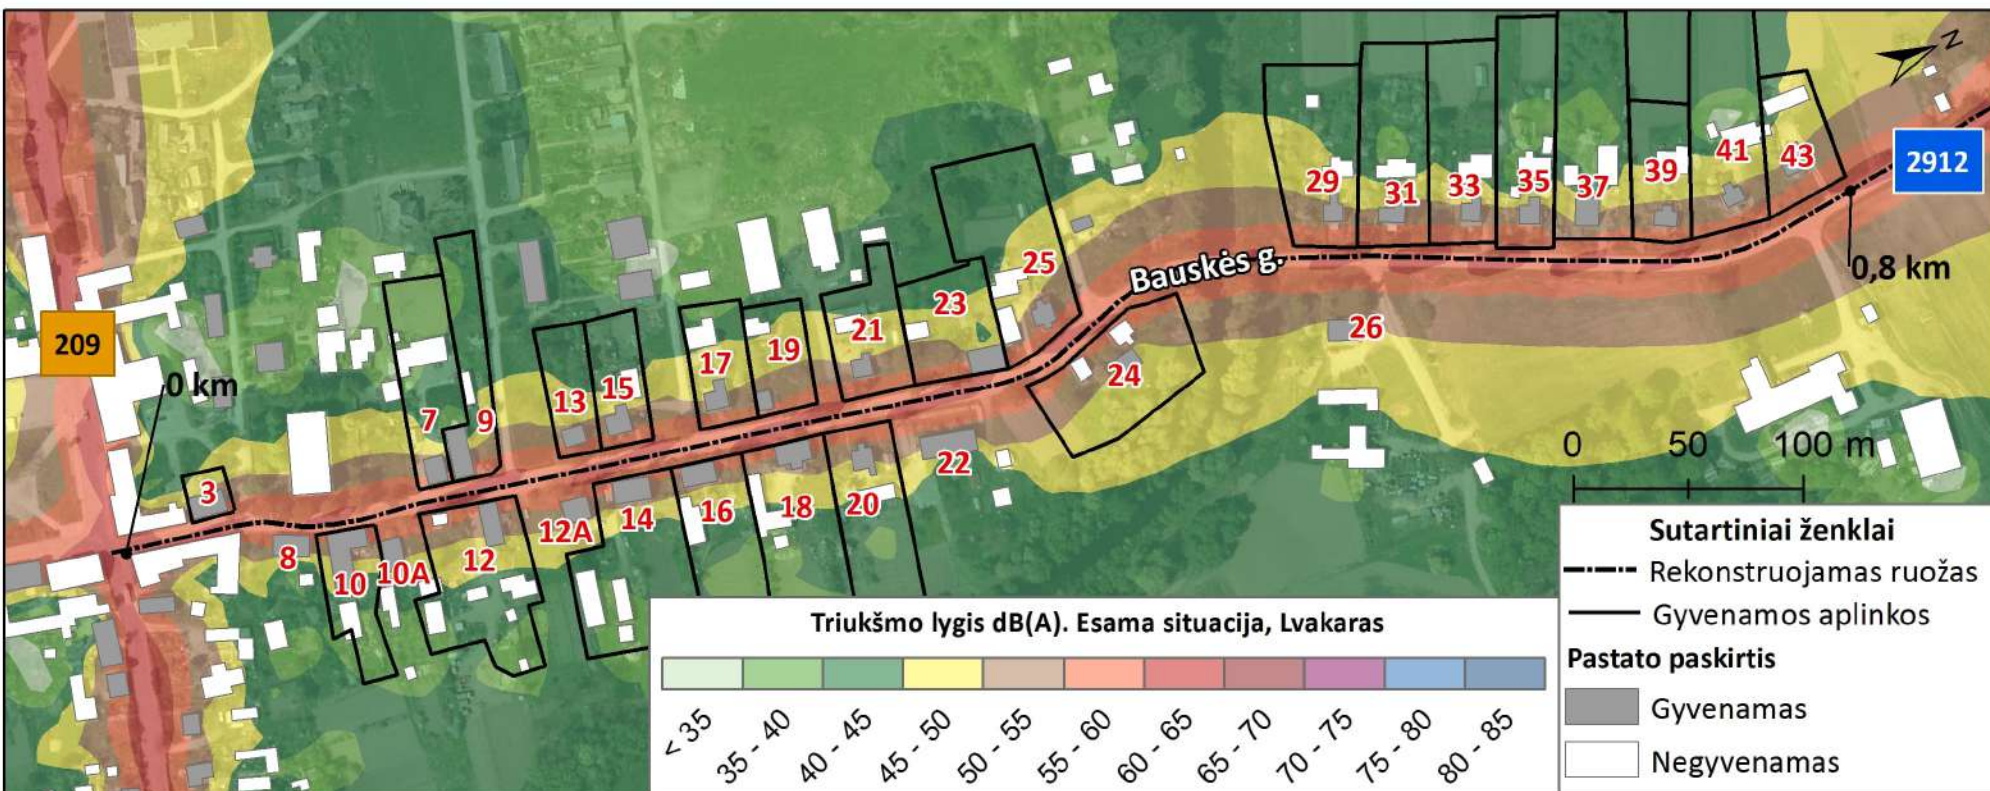 N
2912
209
0 km
0,8 km
Bauskės g.
3
7
9
13
15
17
19
21
23
25
29
31
33
35
37
39
41
43
8
10
10A
12
12A
14
16
18
20
22
24
26
0 50 100 m
Triukšmo lygis dB(A). Esama situacija, Lvakaras
< 35
35 - 40
40 - 45
45 - 50
50 - 55
55 - 60
60 - 65
65 - 70
70 - 75
75 - 80
80 - 85
Sutartiniai ženklai
Rekonstruojamas ruožas
Gyvenamos aplinkos
Pastato paskirtis
Gyvenamas
Negyvenamas